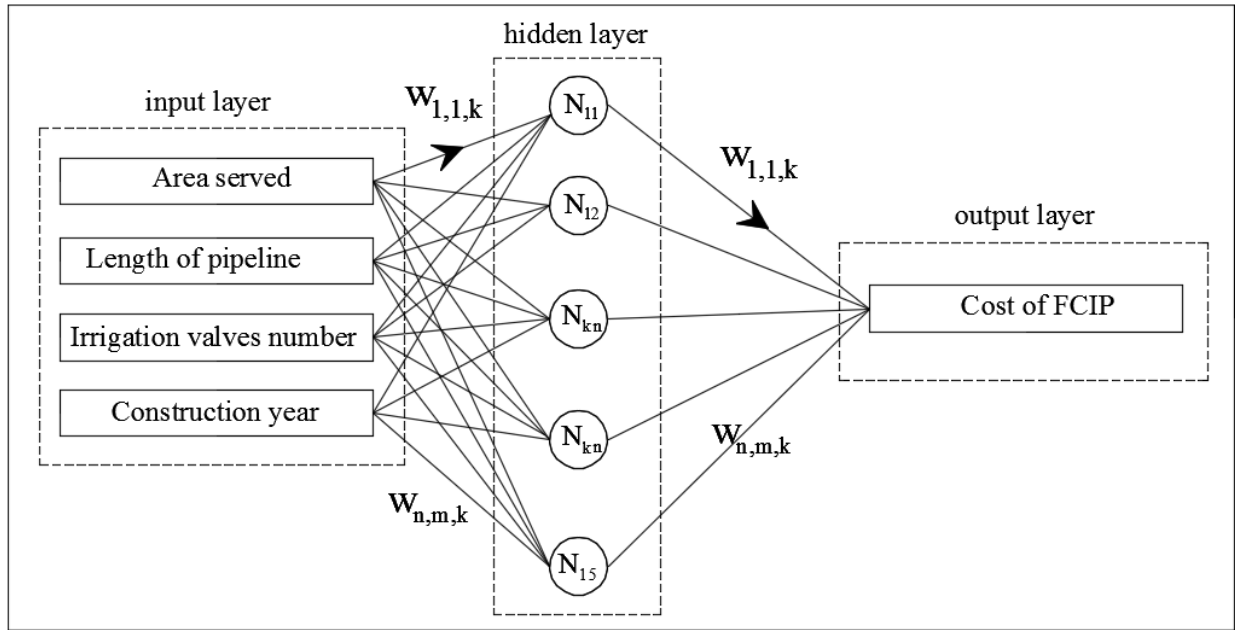 hidden layer
input layer
W1,1,k
N11
Area served
N12
W1,1,k
output layer
Length of pipeline
Cost of FCIP
Irrigation valves number
Nkn
Construction year
Nkn
Wn,m,k
Wn,m,k
N15